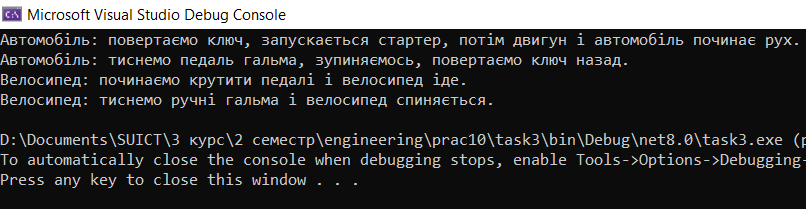 Microsoft Visual Studio Debug Console
Автомобіль: повертаємо ключ, запускається стартер, потім двигун і автомобіль починає рух.
Автомобіль: тиснемо педаль гальма, зупиняємось, повертаємо ключ назад.
Велосипед: починаємо крутити педалі і велосипед іде.
Велосипед: тиснемо ручні гальма і велосипед спиняється.
D:\Documents\SUICT\3 курс\2 семестр\engineering\prac10\task3\bin\Debug\net8.0\task3.exe (p
To automatically close the console when debugging stops, enable Tools->Options->Debugging-
Press any key to close this window . . .